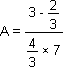 A = (3 - 2/3) / (4/3 × 7)